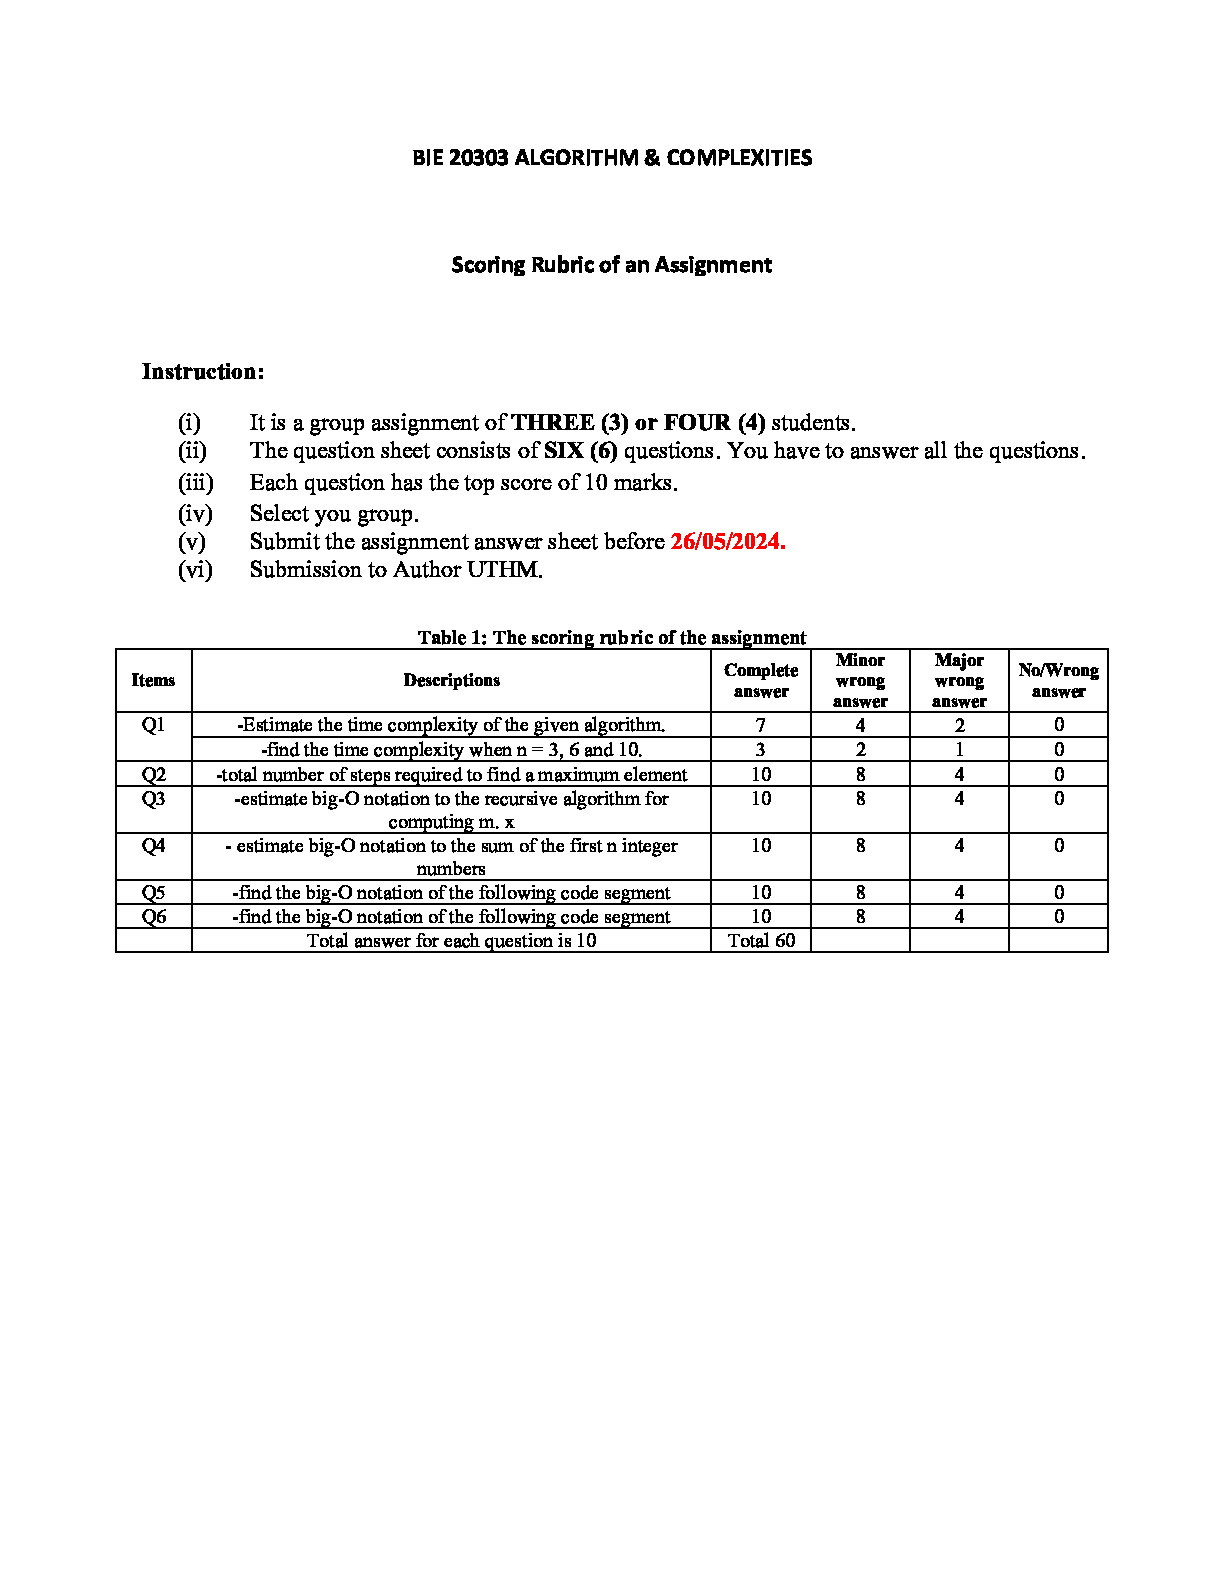 BIE 20303 ALGORITHM & COMPLEXITIES
Scoring Rubric of an Assignment
Instruction:
(i) It is a group assignment of THREE (3) or FOUR (4) students.
(ii) The question sheet consists of SIX (6) questions. You have to answer all the questions.
(iii) Each question has the top score of 10 marks.
(iv) Select you group.
(v) Submit the assignment answer sheet before 26/05/2024.
(vi) Submission to Author UTHM.
Table 1: The scoring rubric of the assignment
Items Descriptions Complete answer Minor wrong answer Major wrong answer No/Wrong answer
Q1 -Estimate the time complexity of the given algorithm. 7 4 2 0
-find the time complexity when n = 3, 6 and 10. 3 2 1 0
Q2 -total number of steps required to find a maximum element 10 8 4 0
Q3 -estimate big-O notation to the recursive algorithm for 10 8 4 0
computing m. x
Q4 - estimate big-O notation to the sum of the first n integer 10 8 4 0
numbers
Q5 -find the big-O notation of the following code segment 10 8 4 0
Q6 -find the big-O notation of the following code segment 10 8 4 0
Total answer for each question is 10 Total 60